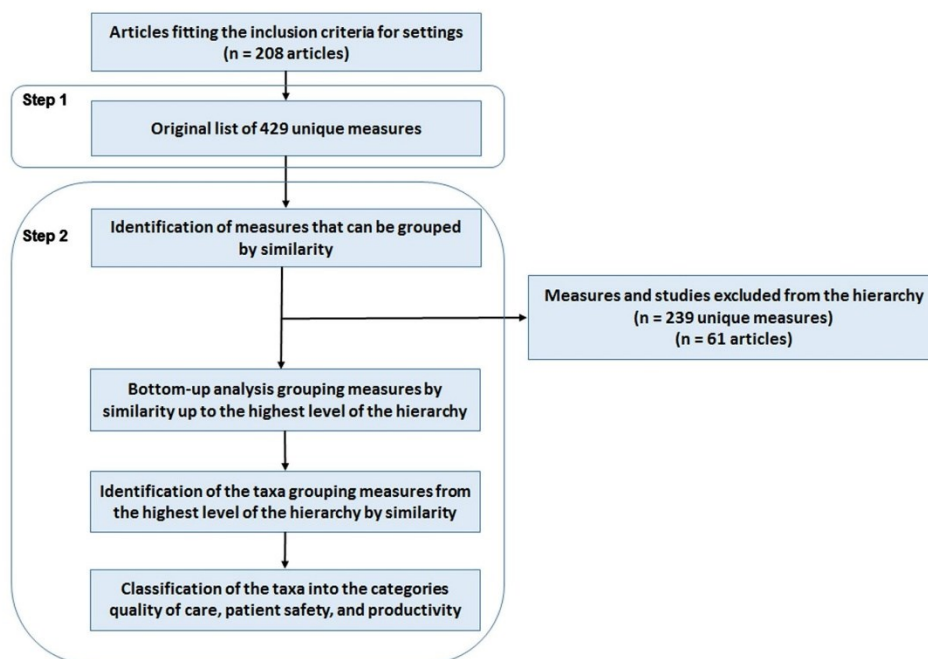 Articles fitting the inclusion criteria for settings
(n = 208 articles)
Step 1
Original list of 429 unique measures
Step 2
Identification of measures that can be grouped
by similarity
Measures and studies excluded from the hierarchy
(n = 239 unique measures)
(n = 61 articles)
Bottom-up analysis grouping measures by
similarity up to the highest level of the hierarchy
Identification of the taxa grouping measures from
the highest level of the hierarchy by similarity
Classification of the taxa into the categories
quality of care, patient safety, and productivity